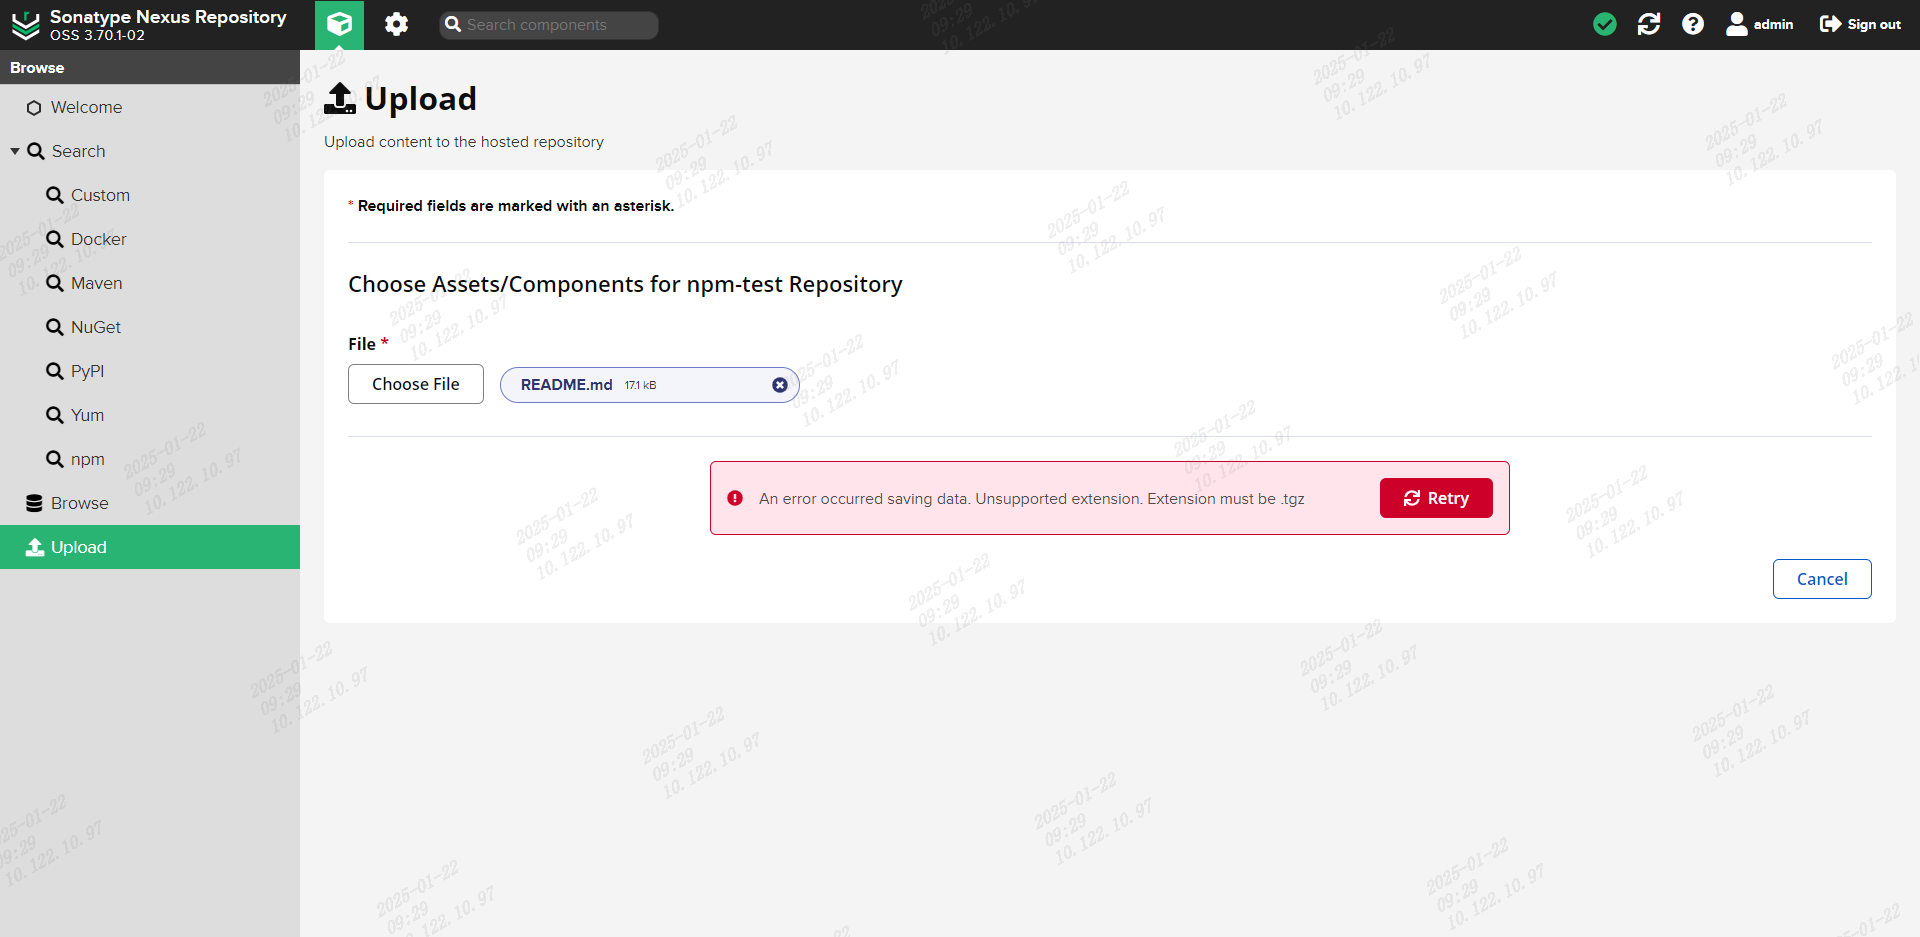 Sonatype Nexus Repository
OSS 3.70.1-02
Search components
admin
Sign out
Browse
Welcome
Search
Custom
Docker
Maven
NuGet
PyPI
Yum
npm
Browse
Upload
Upload
Upload content to the hosted repository
* Required fields are marked with an asterisk.
Choose Assets/Components for npm-test Repository
File *
Choose File
README.md 17.1 kB
An error occurred saving data. Unsupported extension. Extension must be .tgz
Retry
Cancel
2025-01-22
09:29
10.122.10.97